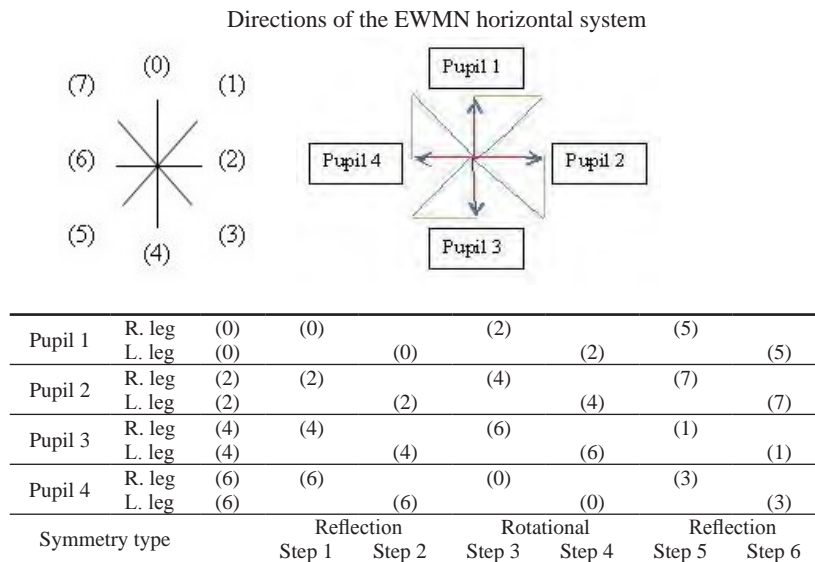 Directions of the EWMN horizontal system
(0)
(7) (1)
(6) (2)
(5) (3)
(4)
Pupil 1
Pupil 4 Pupil 2
Pupil 3
Pupil 1 R. leg (0) (0) (2) (5)
L. leg (0) (0) (2) (5)
Pupil 2 R. leg (2) (2) (4) (7)
L. leg (2) (2) (4) (7)
Pupil 3 R. leg (4) (4) (6) (1)
L. leg (4) (4) (6) (1)
Pupil 4 R. leg (6) (6) (0) (3)
L. leg (6) (6) (0) (3)
Symmetry type Reflection Rotational Reflection
Step 1 Step 2 Step 3 Step 4 Step 5 Step 6